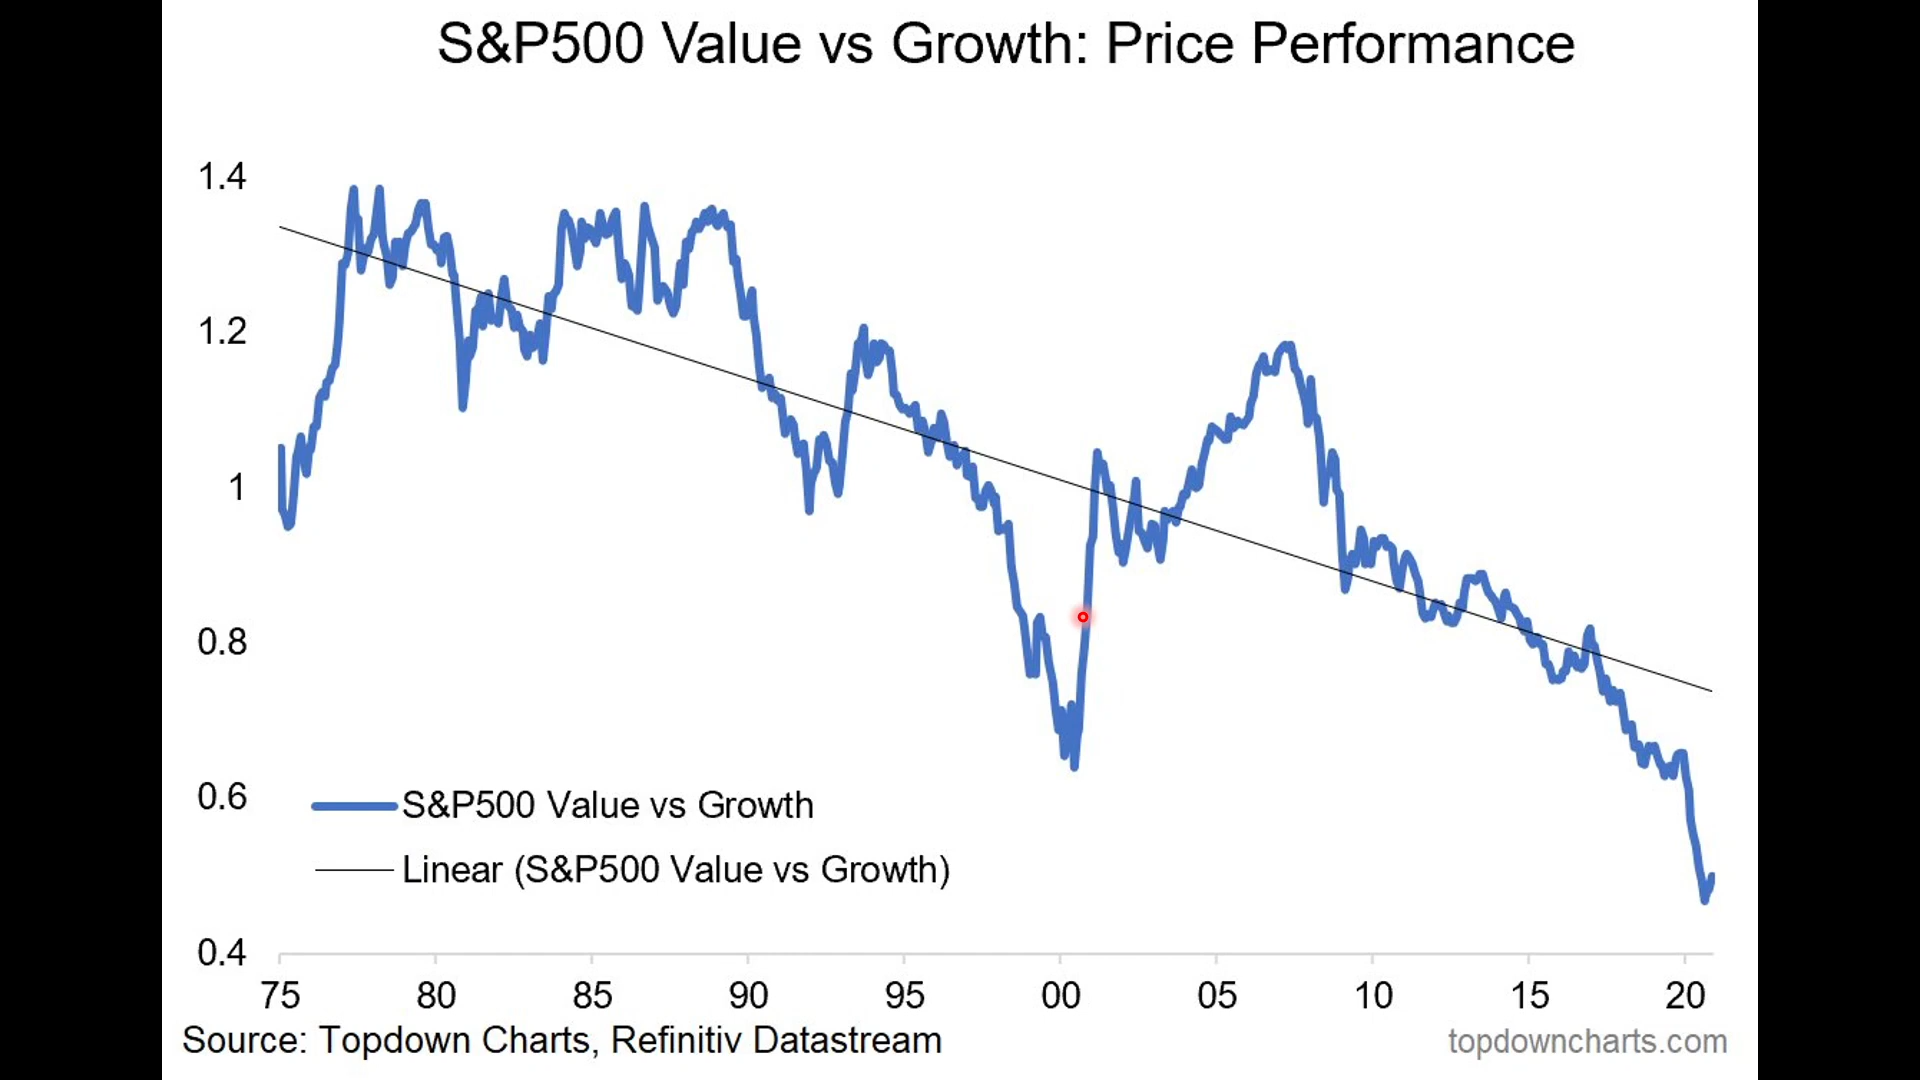 S&P500 Value vs Growth: Price Performance
1.4
1.2
1
0.8
0.6
0.4
S&P500 Value vs Growth
Linear (S&P500 Value vs Growth)
75 80 85 90 95 00 05 10 15 20
Source: Topdown Charts, Refinitiv Datastream
topdowncharts.com